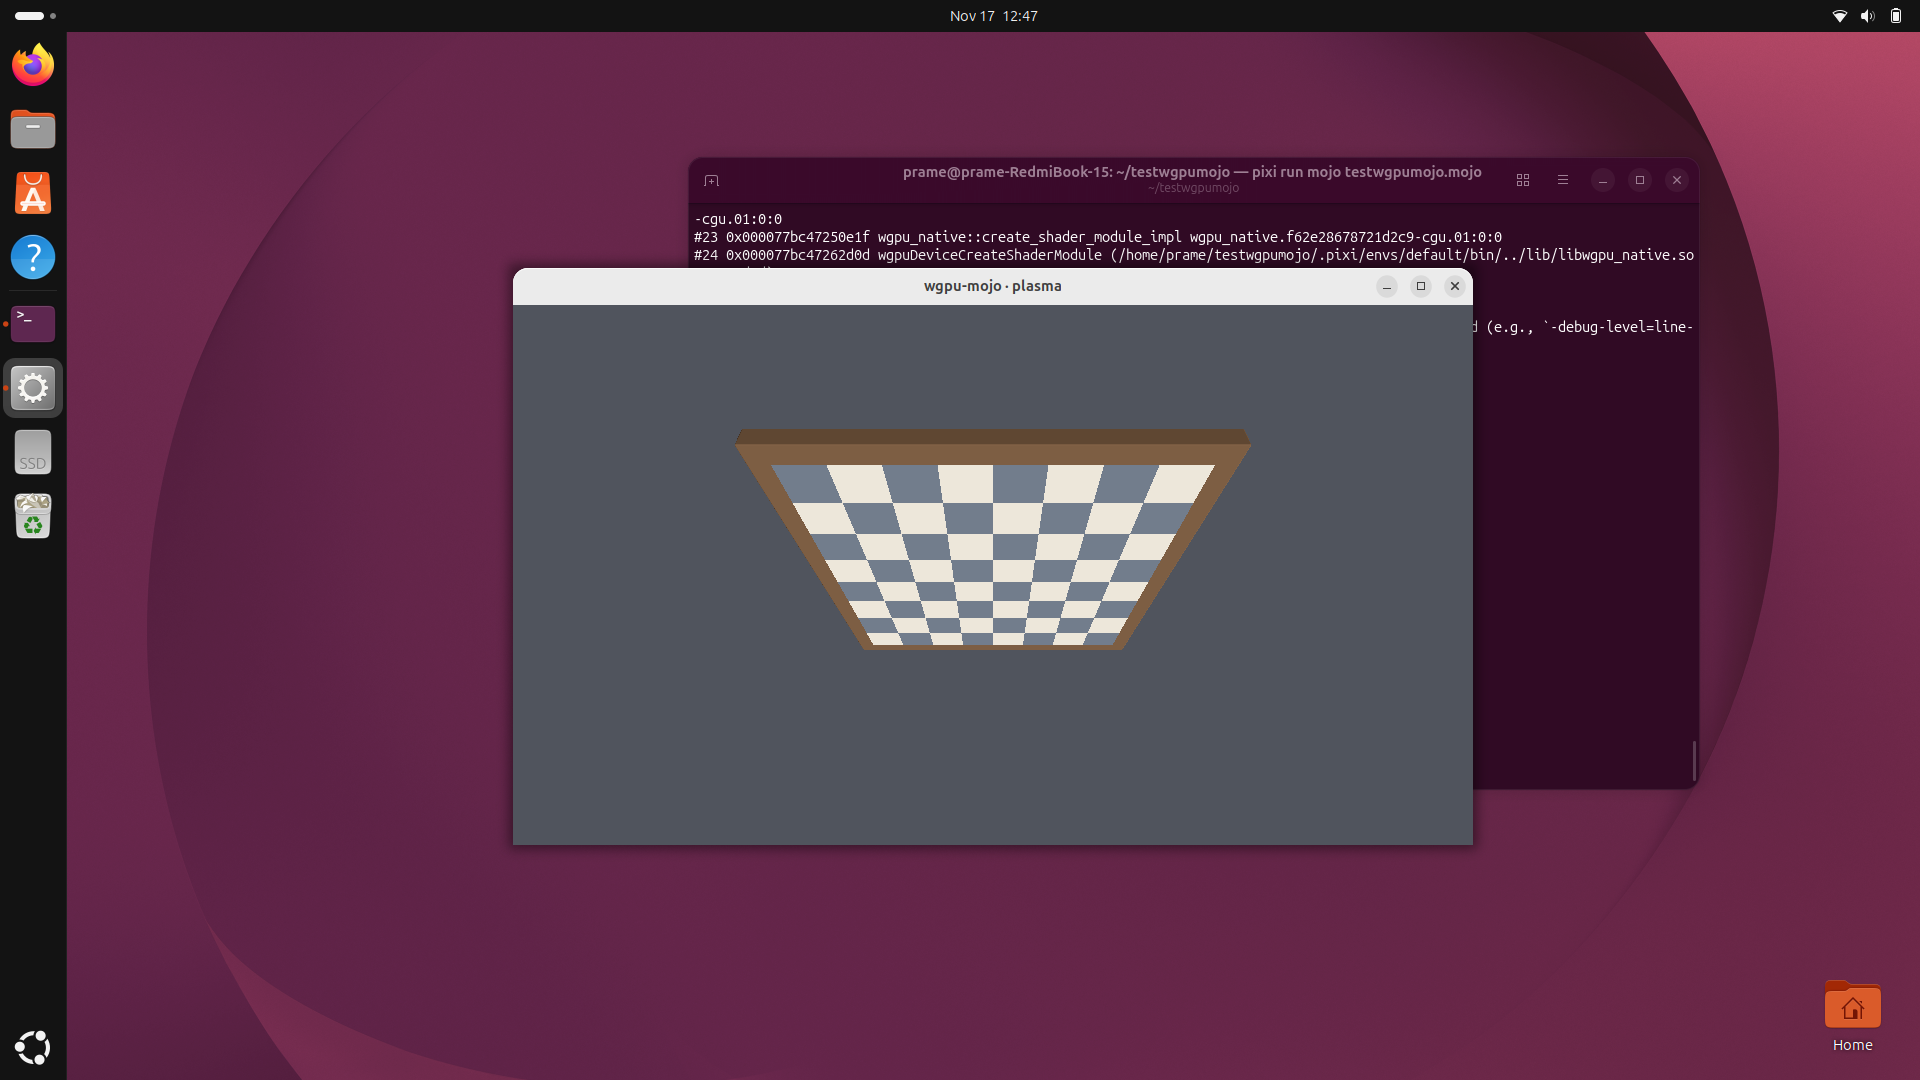 Nov 17 12:47
prame@prame-RedmiBook-15: ~/testwgpumojo — pixi run mojo testwgpumojo.mojo
~/testwgpumojo
-cgu.01:0:0
#23 0x000077bc47250e1f wgpu_native::create_shader_module_impl wgpu_native.f62e28678721d2c9-cgu.01:0:0
#24 0x000077bc47262d0d wgpuDeviceCreateShaderModule (/home/prame/testwgpumojo/.pixi/envs/default/bin/../lib/libwgpu_native.so
wgpu-mojo · plasma
(e.g., `-debug-level=line-
>_
SSD
Home